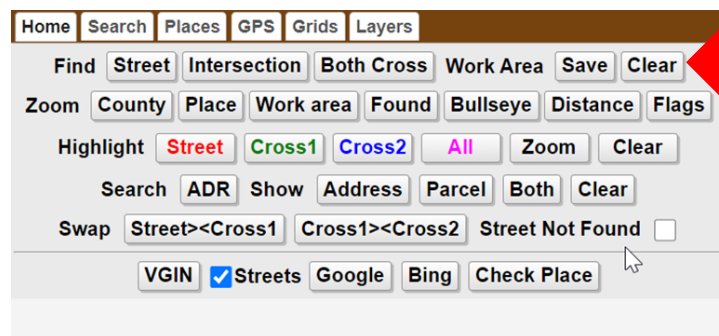 Home Search Places GPS Grids Layers
Find Street Intersection Both Cross Work Area Save Clear
Zoom County Place Work area Found Bullseye Distance Flags
Highlight Street Cross1 Cross2 All Zoom Clear
Search ADR Show Address Parcel Both Clear
Swap Street><Cross1 Cross1><Cross2 Street Not Found
VGIN Streets Google Bing Check Place